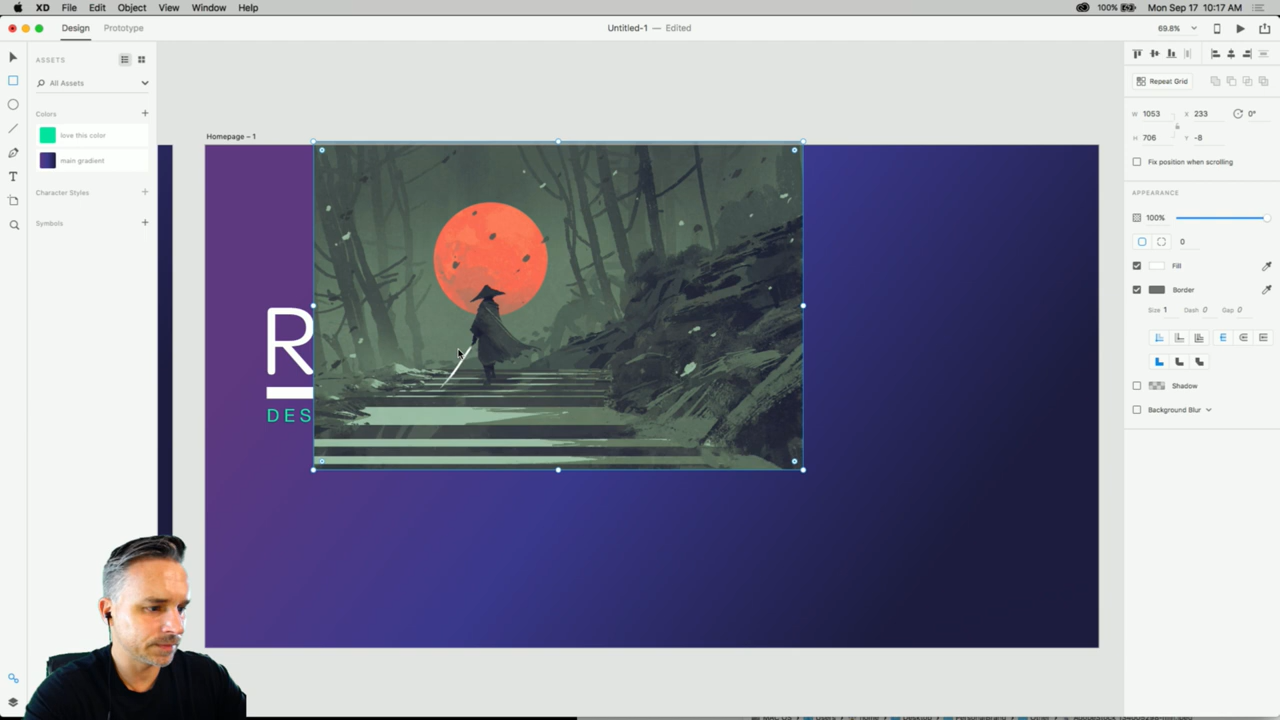 XD File Edit Object View Window Help
100% Mon Sep 17 10:17 AM
Design Prototype
Untitled-1 — Edited
69.8%
ASSETS
All Assets
Colors
love this color
main gradient
Character Styles
Symbols
Homepage – 1
R
DES
Repeat Grid
W 1053 X 233 0°
H 706 Y -8
Fix position when scrolling
APPEARANCE
100%
0
Fill
Border
Size 1 Dash 0 Gap 0
Shadow
Background Blur